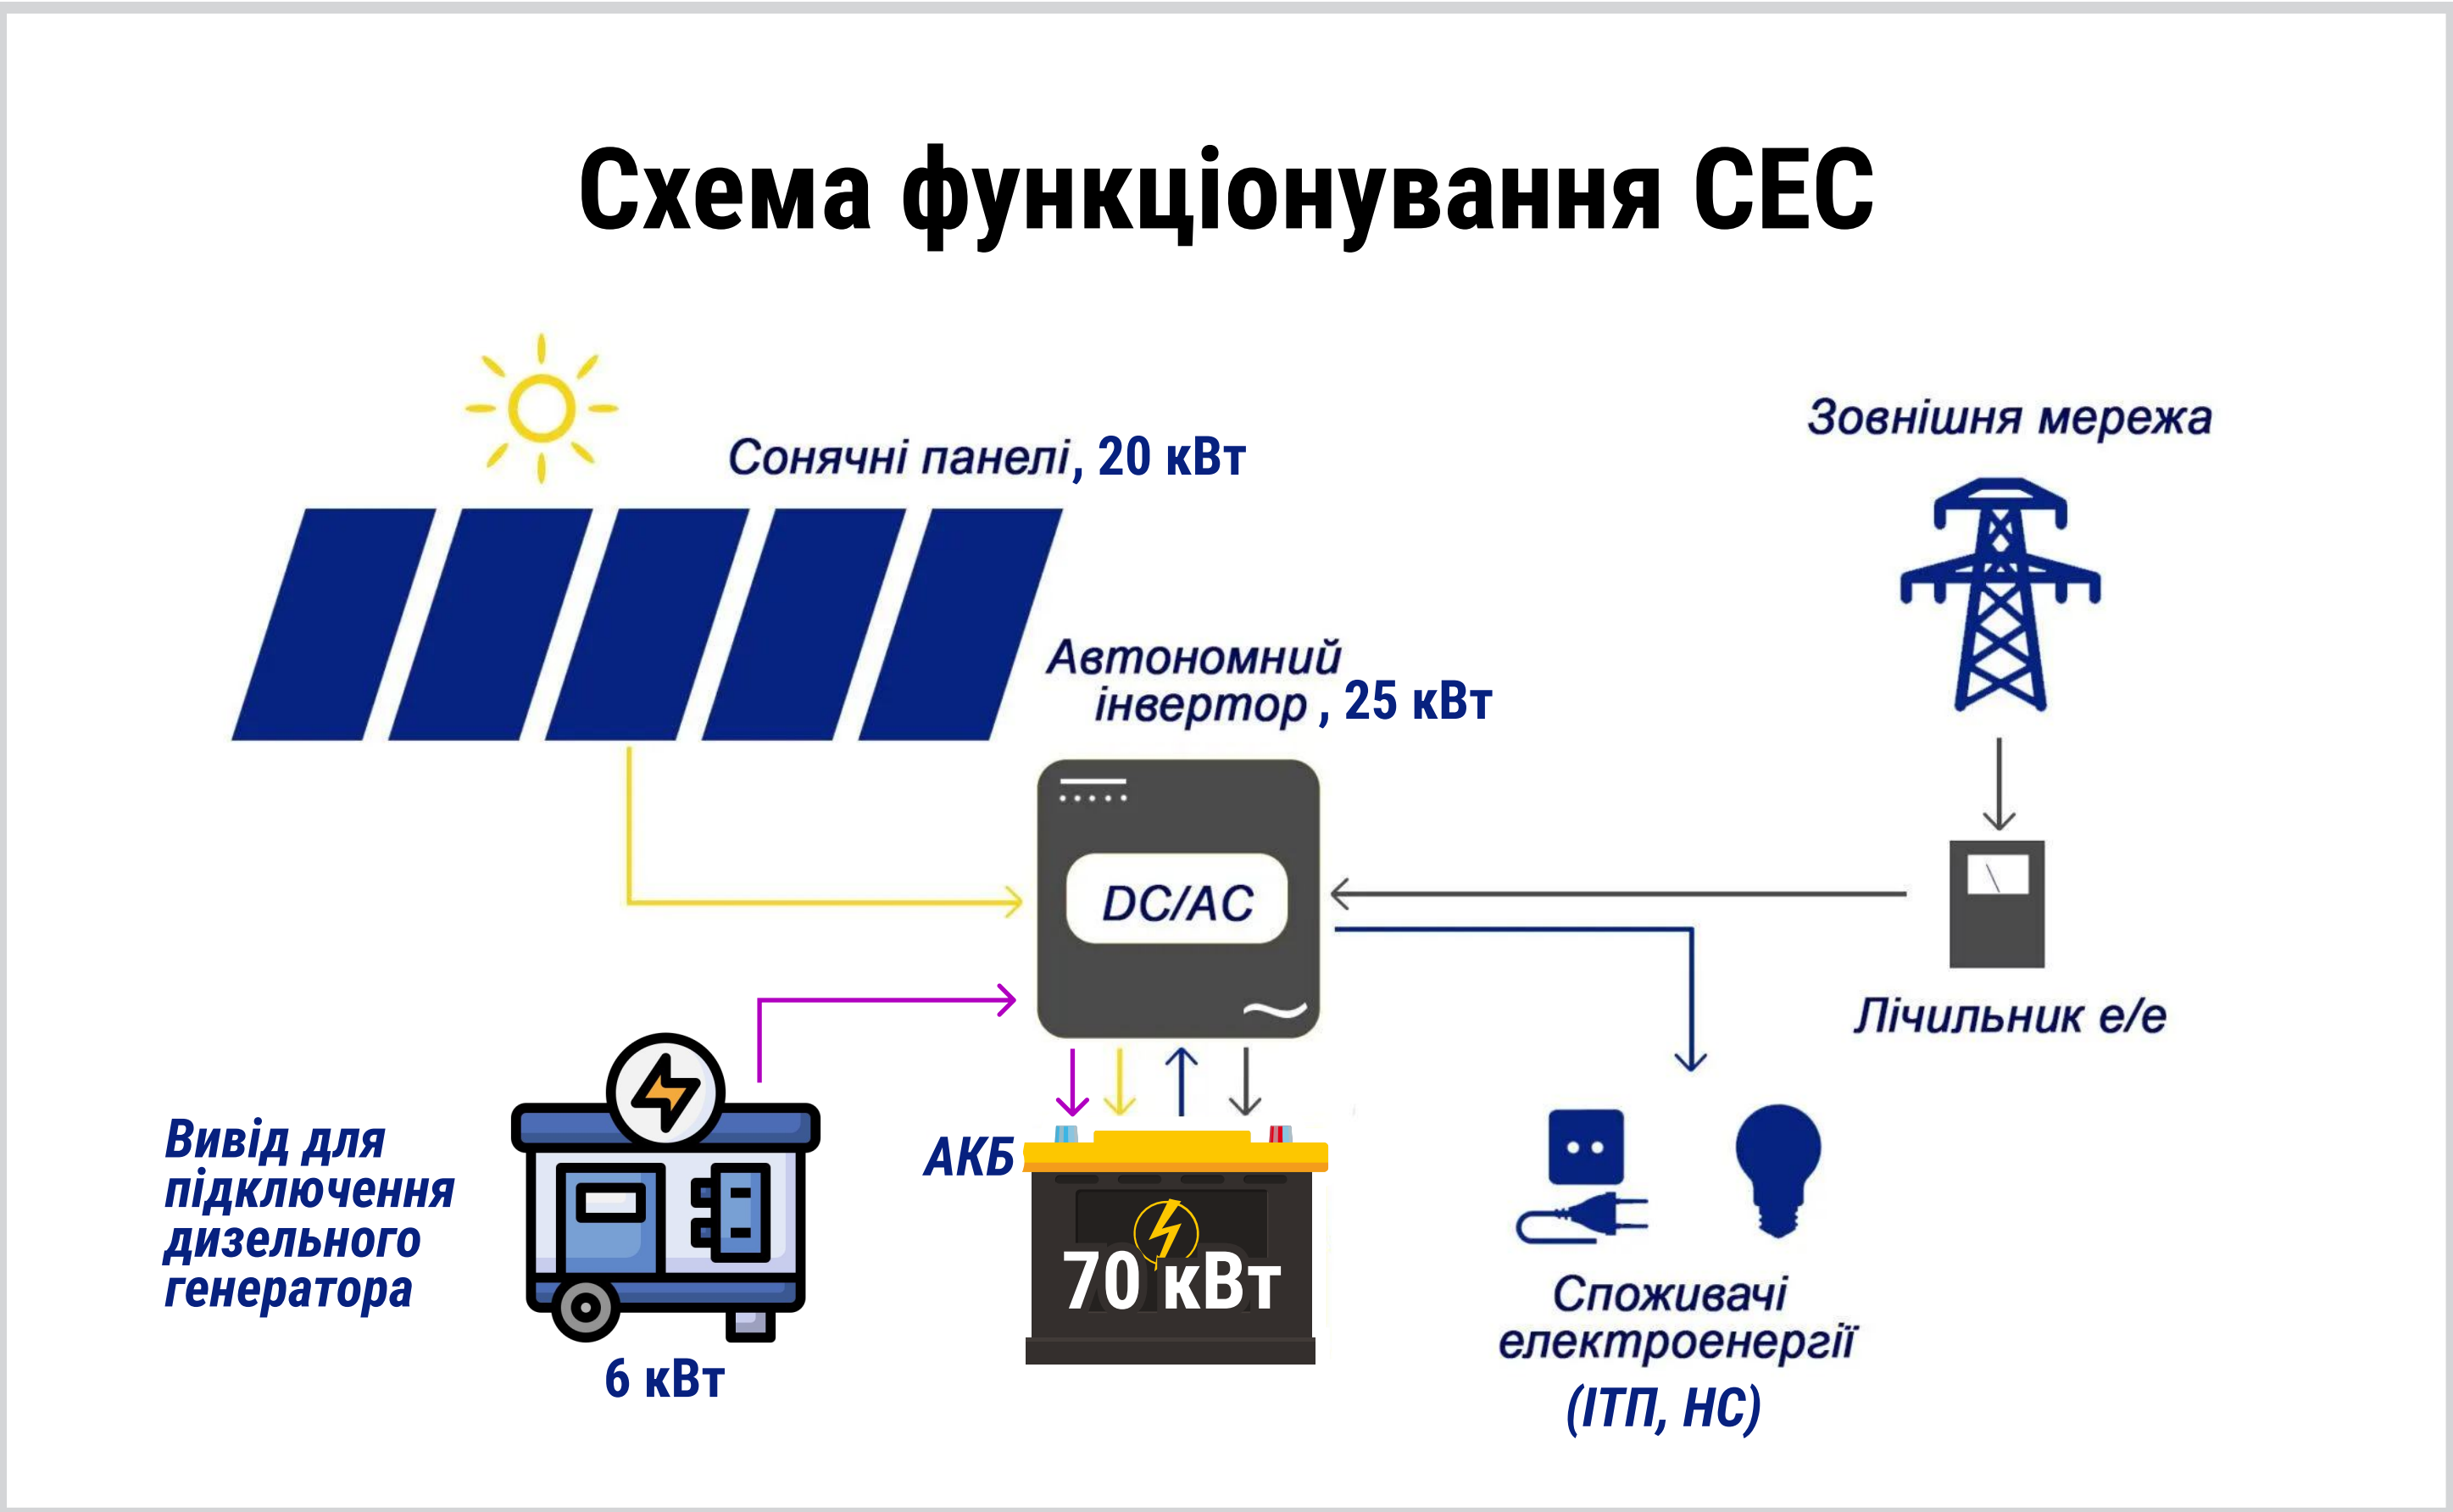 Схема функціонування СЕС
Сонячні панелі, 20 кВт
Зовнішня мережа
Автономний
інвертор , 25 кВт
DC/AC
Лічильник е/е
Вивід для
підключення
дизельного
генератора
6 кВт
АКБ
70 кВт
Споживачі
електроенергії
(ІТП, НС)